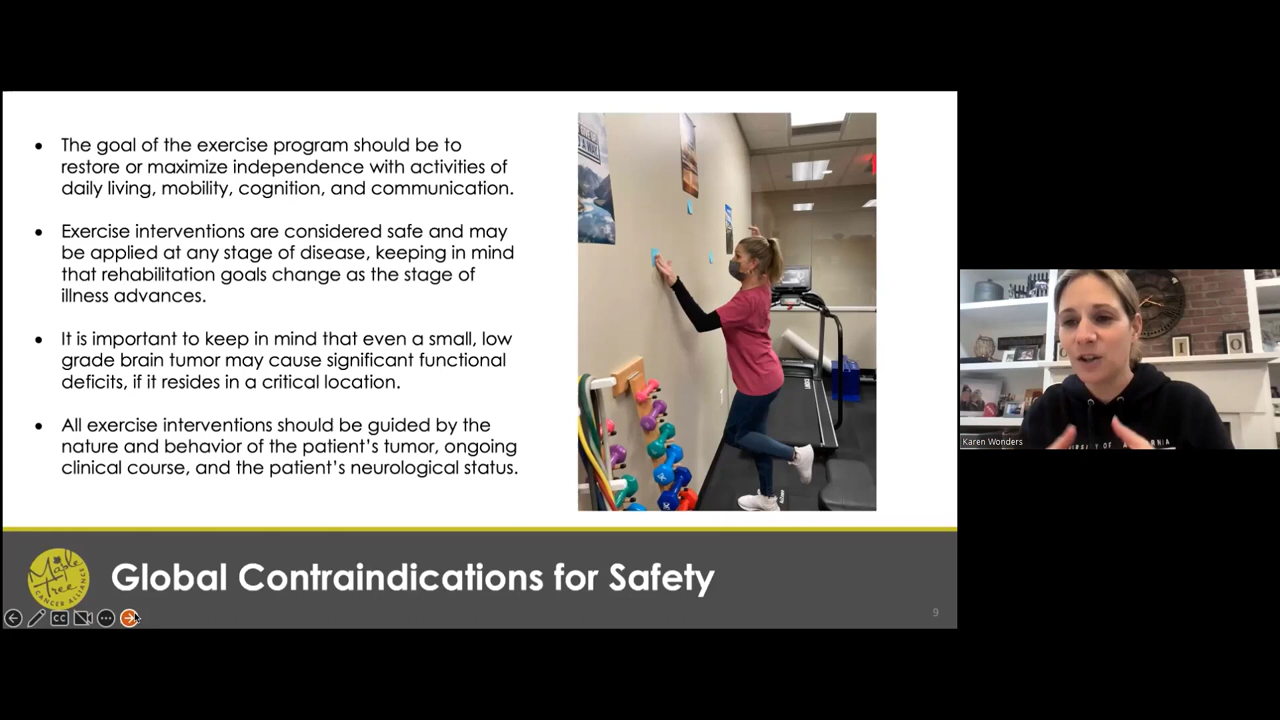 The goal of the exercise program should be to
restore or maximize independence with activities of
daily living, mobility, cognition, and communication.
Exercise interventions are considered safe and may
be applied at any stage of disease, keeping in mind
that rehabilitation goals change as the stage of
illness advances.
It is important to keep in mind that even a small, low
grade brain tumor may cause significant functional
deficits, if it resides in a critical location.
All exercise interventions should be guided by the
nature and behavior of the patient's tumor, ongoing
clinical course, and the patient's neurological status.
Maple
Tree
CANCER ALLIANCE
Global Contraindications for Safety
CC
9
Karen Wonders